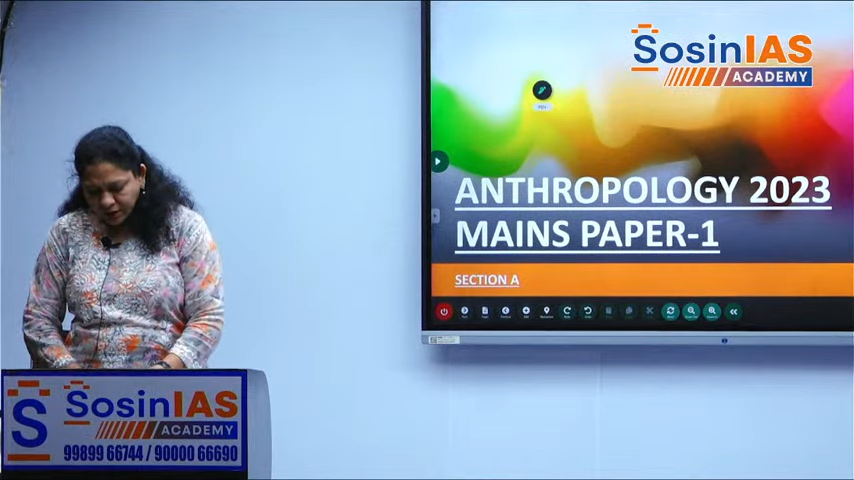 SosinIAS
ACADEMY
ANTHROPOLOGY 2023
MAINS PAPER-1
SECTION A
S
SosinIAS
ACADEMY
99899 66744 / 90000 66690